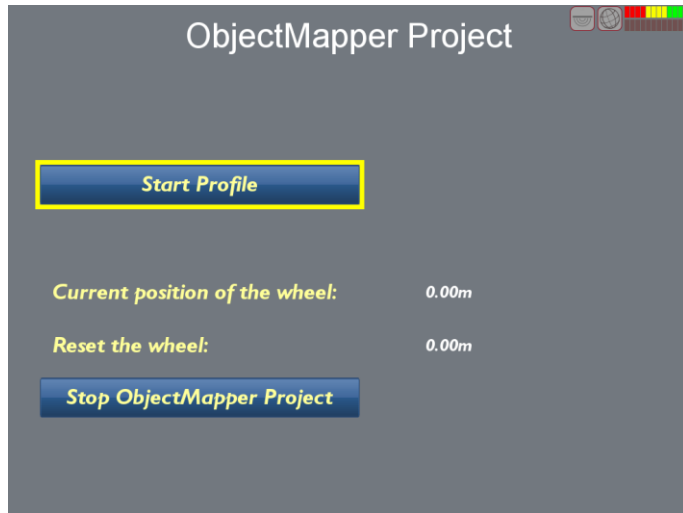 ObjectMapper Project
Start Profile
Current position of the wheel: 0.00m
Reset the wheel: 0.00m
Stop ObjectMapper Project